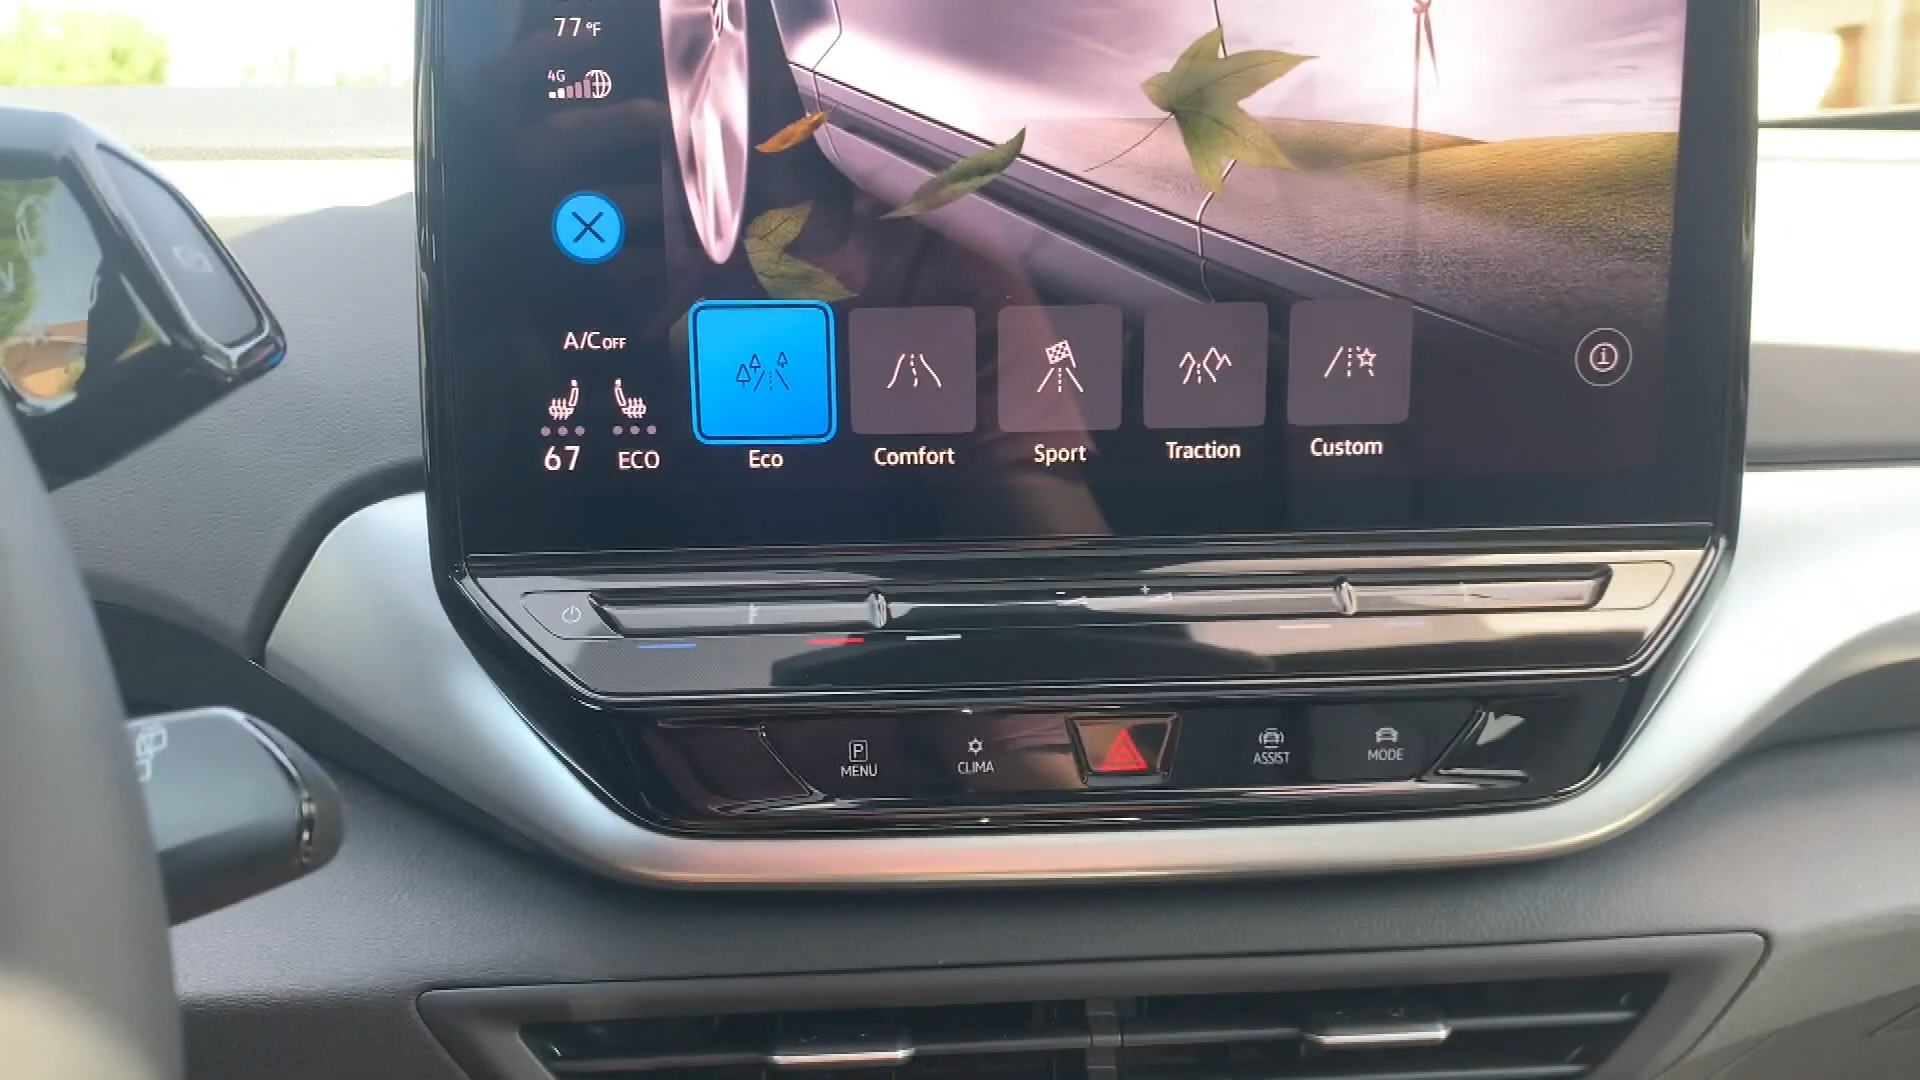 77 °F
4G
A/C OFF
67 ECO
Eco
Comfort
Sport
Traction
Custom
P
MENU
CLIMA
ASSIST
MODE